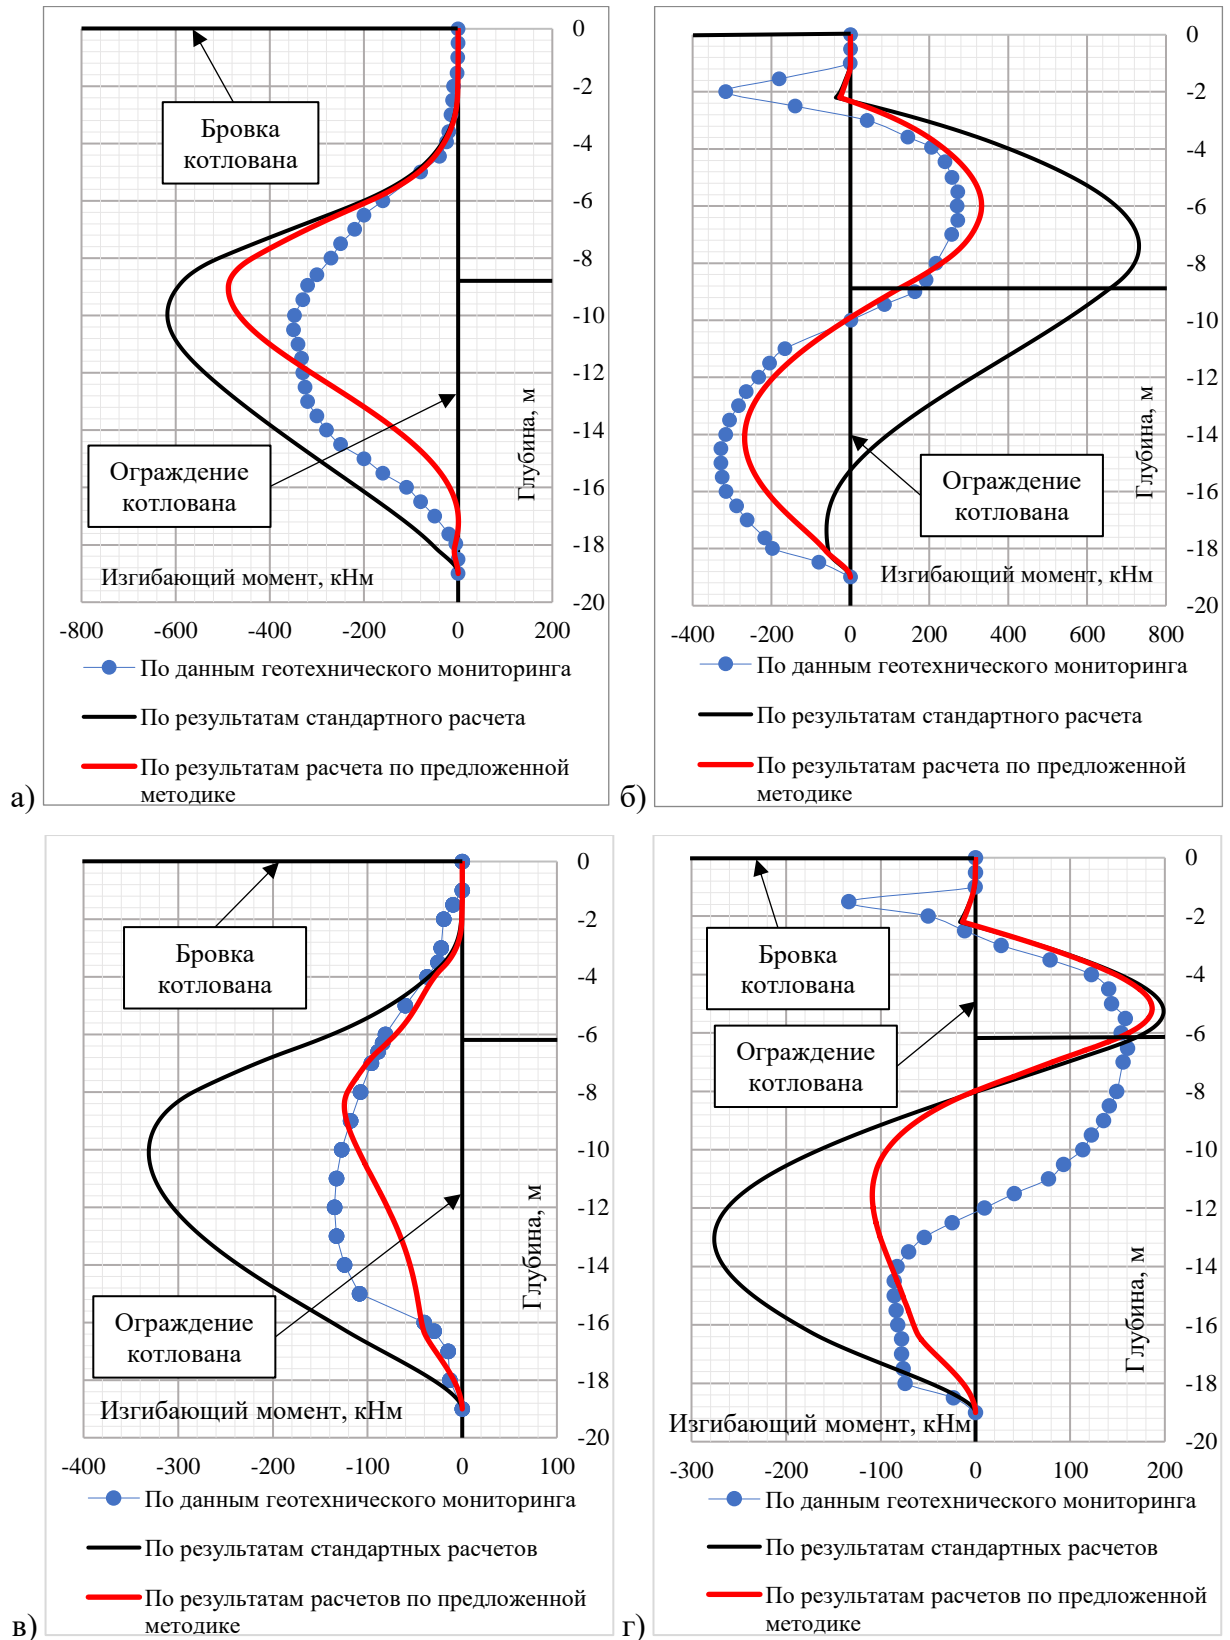 0
-2
-4
-6
-8
-10
-12
-14
-16
-18
-20
Бровка
котлована
Ограждение
котлована
Глубина, м
Изгибающий момент, кНм
-800 -600 -400 -200 0 200
По данным геотехнического мониторинга
По результатам стандартного расчета
По результатам расчета по предложенной
методике
а)
0
-2
-4
-6
-8
-10
-12
-14
-16
-18
-20
Ограждение
котлована
Глубина, м
Изгибающий момент, кНм
-400 -200 0 200 400 600 800
По данным геотехнического мониторинга
По результатам стандартного расчета
По результатам расчета по предложенной
методике
б)
0
-2
-4
-6
-8
-10
-12
-14
-16
-18
-20
Бровка
котлована
Ограждение
котлована
Глубина, м
Изгибающий момент, кНм
-400 -300 -200 -100 0 100
По данным геотехнического мониторинга
По результатам стандартных расчетов
По результатам расчетов по предложенной
методике
в)
0
-2
-4
-6
-8
-10
-12
-14
-16
-18
-20
Бровка
котлована
Ограждение
котлована
Глубина, м
Изгибающий момент, кНм
-300 -200 -100 0 100 200
По данным геотехнического мониторинга
По результатам стандартных расчетов
По результатам расчетов по предложенной
методике
г)